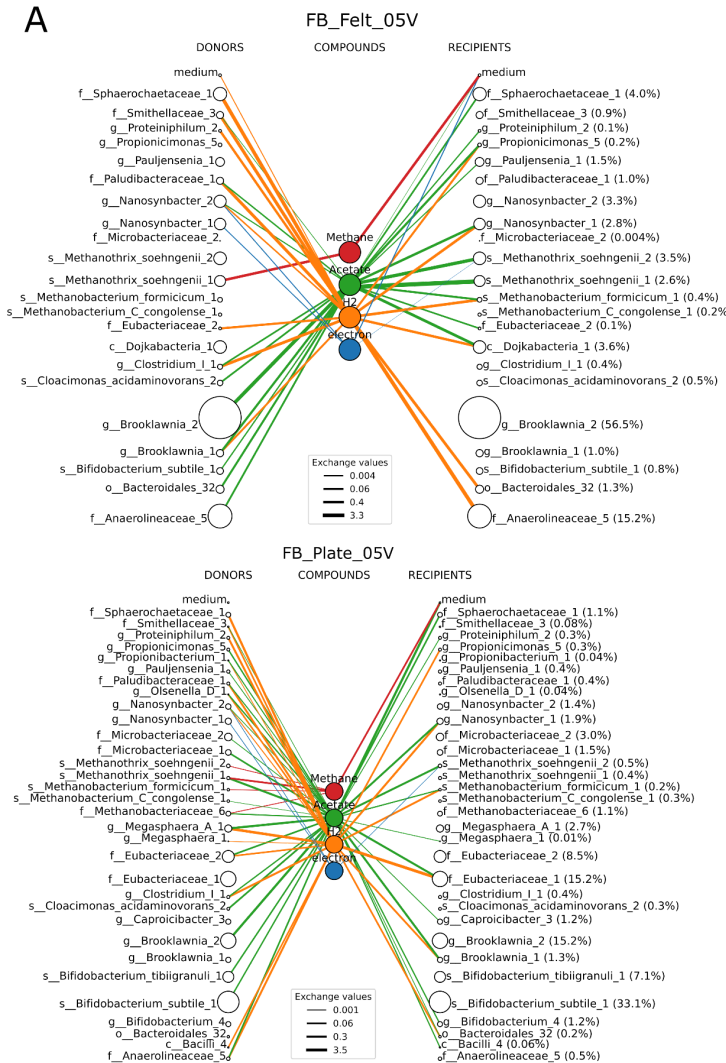 A
FB_Felt_05V
DONORS COMPOUNDS RECIPIENTS
medium medium
f__Sphaerochaetaceae_1 f__Sphaerochaetaceae_1 (4.0%)
f__Smithellaceae_3 f__Smithellaceae_3 (0.9%)
g__Proteiniphilum_2 g__Proteiniphilum_2 (0.1%)
g__Propionicimonas_5 g__Propionicimonas_5 (0.2%)
g__Pauljensenia_1 g__Pauljensenia_1 (1.5%)
f__Paludibacteraceae_1 f__Paludibacteraceae_1 (1.0%)
g__Nanosynbacter_2 g__Nanosynbacter_2 (3.3%)
g__Nanosynbacter_1 g__Nanosynbacter_1 (2.8%)
f__Microbacteriaceae_2 Methane f__Microbacteriaceae_2 (0.004%)
s__Methanothrix_soehngenii_2 s__Methanothrix_soehngenii_2 (3.5%)
Acetate
s__Methanothrix_soehngenii_1 s__Methanothrix_soehngenii_1 (2.6%)
s__Methanobacterium_formicicum_1 H2 s__Methanobacterium_formicicum_1 (0.4%)
s__Methanobacterium_C_congolense_1 s__Methanobacterium_C_congolense_1 (0.2%)
f__Eubacteriaceae_2 f__Eubacteriaceae_2 (0.1%)
electron
c__Dojkabacteria_1 c__Dojkabacteria_1 (3.6%)
g__Clostridium_I_1 g__Clostridium_I_1 (0.4%)
s__Cloacimonas_acidaminovorans_2 s__Cloacimonas_acidaminovorans_2 (0.5%)
g__Brooklawnia_2 g__Brooklawnia_2 (56.5%)
g__Brooklawnia_1 g__Brooklawnia_1 (1.0%)
s__Bifidobacterium_subtile_1 s__Bifidobacterium_subtile_1 (0.8%)
o__Bacteroidales_32 o__Bacteroidales_32 (1.3%)
f__Anaerolineaceae_5 f__Anaerolineaceae_5 (15.2%)
Exchange values
0.004
0.06
0.4
3.3
FB_Plate_05V
DONORS COMPOUNDS RECIPIENTS
medium medium
f__Sphaerochaetaceae_1 f__Sphaerochaetaceae_1 (1.1%)
f__Smithellaceae_3 f__Smithellaceae_3 (0.08%)
g__Proteiniphilum_2 g__Proteiniphilum_2 (0.3%)
g__Propionicimonas_5 g__Propionicimonas_5 (0.3%)
g__Propionibacterium_1 g__Propionibacterium_1 (0.04%)
g__Pauljensenia_1 g__Pauljensenia_1 (0.4%)
f__Paludibacteraceae_1 f__Paludibacteraceae_1 (0.4%)
g__Olsenella_D_1 g__Olsenella_D_1 (0.04%)
g__Nanosynbacter_2 g__Nanosynbacter_2 (1.4%)
g__Nanosynbacter_1 g__Nanosynbacter_1 (1.9%)
f__Microbacteriaceae_2 f__Microbacteriaceae_2 (3.0%)
f__Microbacteriaceae_1 f__Microbacteriaceae_1 (1.5%)
s__Methanothrix_soehngenii_2 s__Methanothrix_soehngenii_2 (0.5%)
s__Methanothrix_soehngenii_1 Methane s__Methanothrix_soehngenii_1 (0.4%)
s__Methanobacterium_formicicum_1 s__Methanobacterium_formicicum_1 (0.2%)
s__Methanobacterium_C_congolense_1 Acetate s__Methanobacterium_C_congolense_1 (0.3%)
f__Methanobacteriaceae_6 f__Methanobacteriaceae_6 (1.1%)
g__Megasphaera_A_1 H2 g__Megasphaera_A_1 (2.7%)
g__Megasphaera_1 g__Megasphaera_1 (0.01%)
f__Eubacteriaceae_2 electron f__Eubacteriaceae_2 (8.5%)
f__Eubacteriaceae_1 f__Eubacteriaceae_1 (15.2%)
g__Clostridium_I_1 g__Clostridium_I_1 (0.4%)
s__Cloacimonas_acidaminovorans_2 s__Cloacimonas_acidaminovorans_2 (0.3%)
g__Caproicibacter_3 g__Caproicibacter_3 (1.2%)
g__Brooklawnia_2 g__Brooklawnia_2 (15.2%)
g__Brooklawnia_1 g__Brooklawnia_1 (1.3%)
s__Bifidobacterium_tibiigranuli_1 s__Bifidobacterium_tibiigranuli_1 (7.1%)
s__Bifidobacterium_subtile_1 s__Bifidobacterium_subtile_1 (33.1%)
g__Bifidobacterium_4 g__Bifidobacterium_4 (1.2%)
o__Bacteroidales_32 o__Bacteroidales_32 (0.2%)
c__Bacilli_4 c__Bacilli_4 (0.06%)
f__Anaerolineaceae_5 f__Anaerolineaceae_5 (0.5%)
Exchange values
0.001
0.06
0.3
3.5